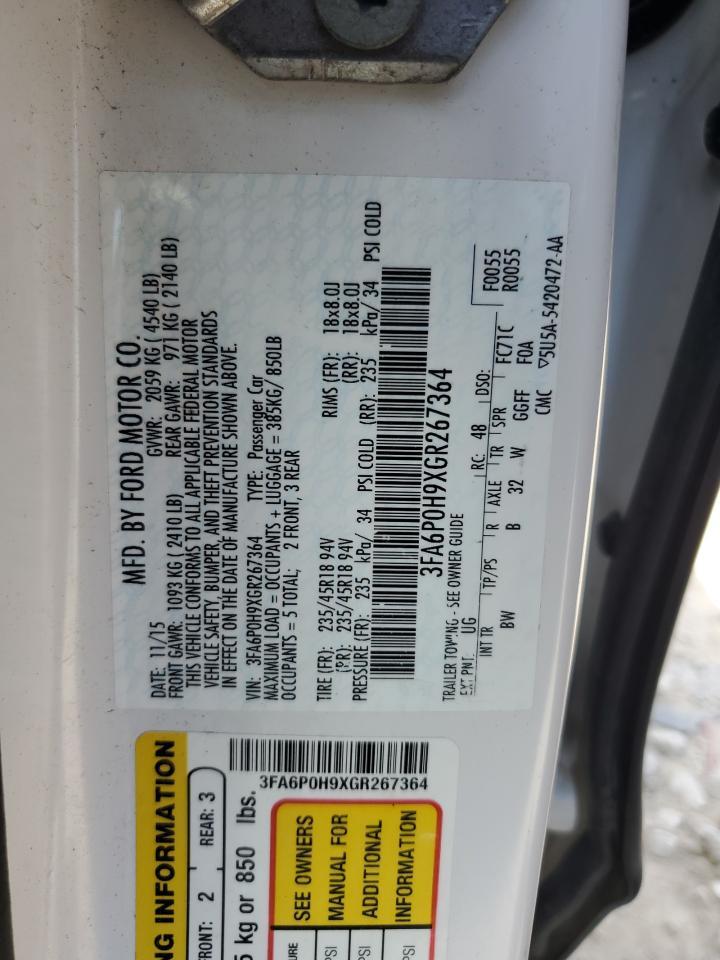 MFD. BY FORD MOTOR CO.
DATE: 11/15 GVWR: 2059 KG ( 4540 LB)
FRONT GAWR: 1093 KG ( 2410 LB) REAR GAWR: 971 KG ( 2140 LB)
THIS VEHICLE CONFORMS TO ALL APPLICABLE FEDERAL MOTOR
VEHICLE SAFETY, BUMPER, AND THEFT PREVENTION STANDARDS
IN EFFECT ON THE DATE OF MANUFACTURE SHOWN ABOVE.
VIN: 3FA6P0H9XGR267364 TYPE: Passenger Car
MAXIMUM LOAD = OCCUPANTS + LUGGAGE = 385KG/ 850LB
OCCUPANTS = 5 TOTAL; 2 FRONT, 3 REAR
TIRE (FR): 235/45R18 94V RIMS (FR): 18x8.0J
(RR): 235/45R18 94V (RR): 18x8.0J
PRESSURE (FR): 235 kPa/ 34 PSI COLD (RR): 235 kPa/ 34 PSI COLD
3FA6P0H9XGR267364
TRAILER TOWING - SEE OWNER GUIDE
EXT PNT: UG RC: 48 DSO: F0055
INT TR TP/PS R AXLE TR SPR FC71C R0055
BW B 32 W GGFF F0A
CMC ▽5U5A-5420472-AA
NG INFORMATION
FRONT: 2 REAR: 3
5 kg or 850 lbs.
3FA6P0H9XGR267364
SEE OWNERS
MANUAL FOR
ADDITIONAL
INFORMATION
URE
PSI
PSI
PSI